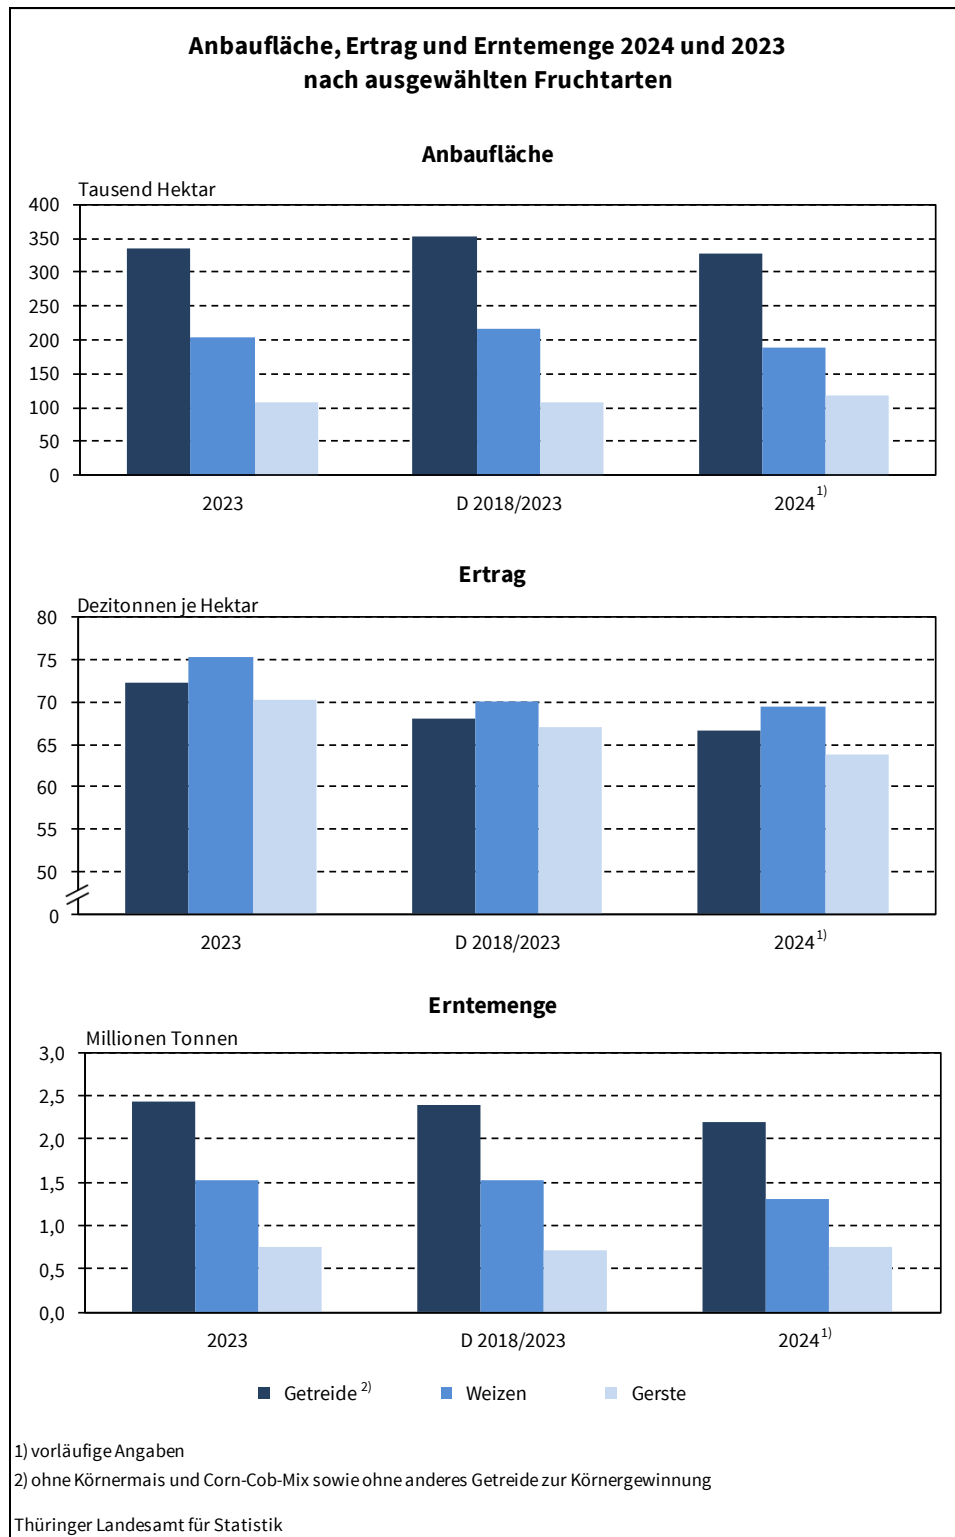 Anbaufläche, Ertrag und Erntemenge 2024 und 2023
nach ausgewählten Fruchtarten
Anbaufläche
Tausend Hektar
400
350
300
250
200
150
100
50
0
2023 D 2018/2023 2024 1)
Ertrag
Dezitonnen je Hektar
80
75
70
65
60
55
50
0
2023 D 2018/2023 2024 1)
Erntemenge
Millionen Tonnen
3,0
2,5
2,0
1,5
1,0
0,5
0,0
2023 D 2018/2023 2024 1)
Getreide 2) Weizen Gerste
1) vorläufige Angaben
2) ohne Körnermais und Corn-Cob-Mix sowie ohne anderes Getreide zur Körnergewinnung
Thüringer Landesamt für Statistik